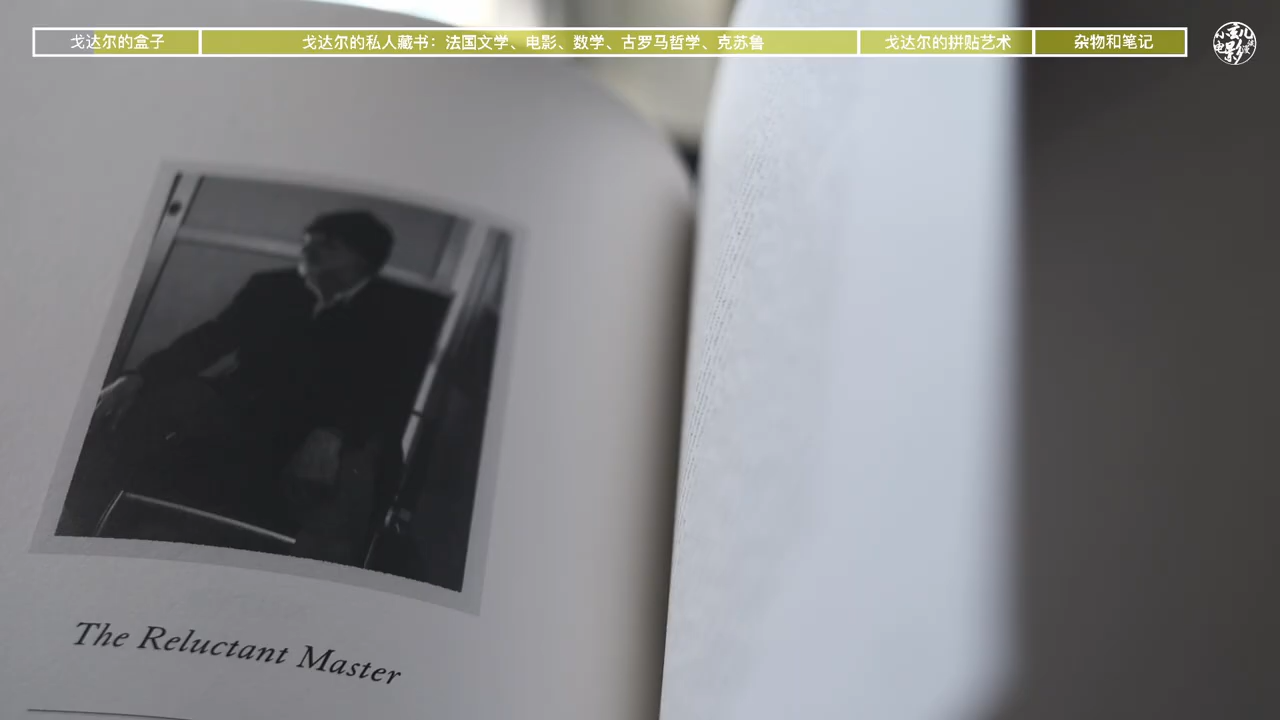 戈达尔的盒子
戈达尔的私人藏书：法国文学、电影、数学、古罗马哲学、克苏鲁
戈达尔的拼贴艺术
杂物和笔记
The Reluctant Master